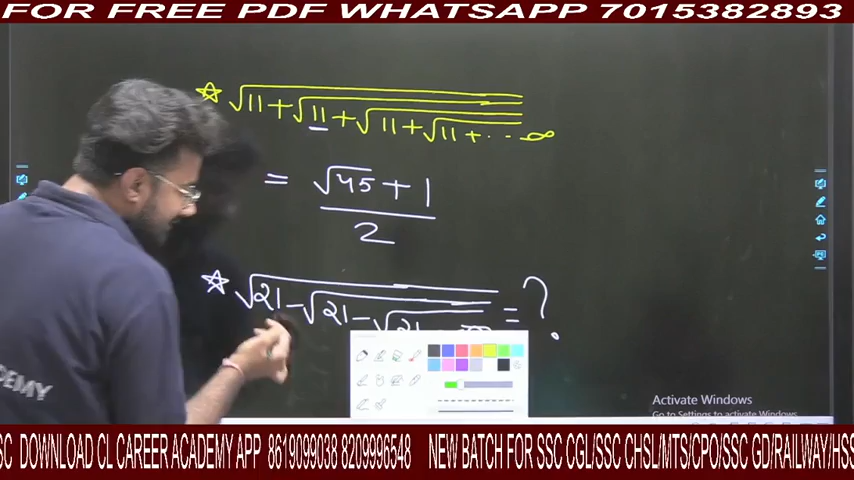 FOR FREE PDF WHATSAPP 7015382893
☆ √11+√11+√11+√11+...∞
= √45+1
2
☆ √21-√21-√21-∞ = ?
DEMY
Activate Windows
Go to Settings to activate Windows.
SC DOWNLOAD CL CAREER ACADEMY APP 8619099038 8209996548 NEW BATCH FOR SSC CGL/SSC CHSL/MTS/CPO/SSC GD/RAILWAY/HSS